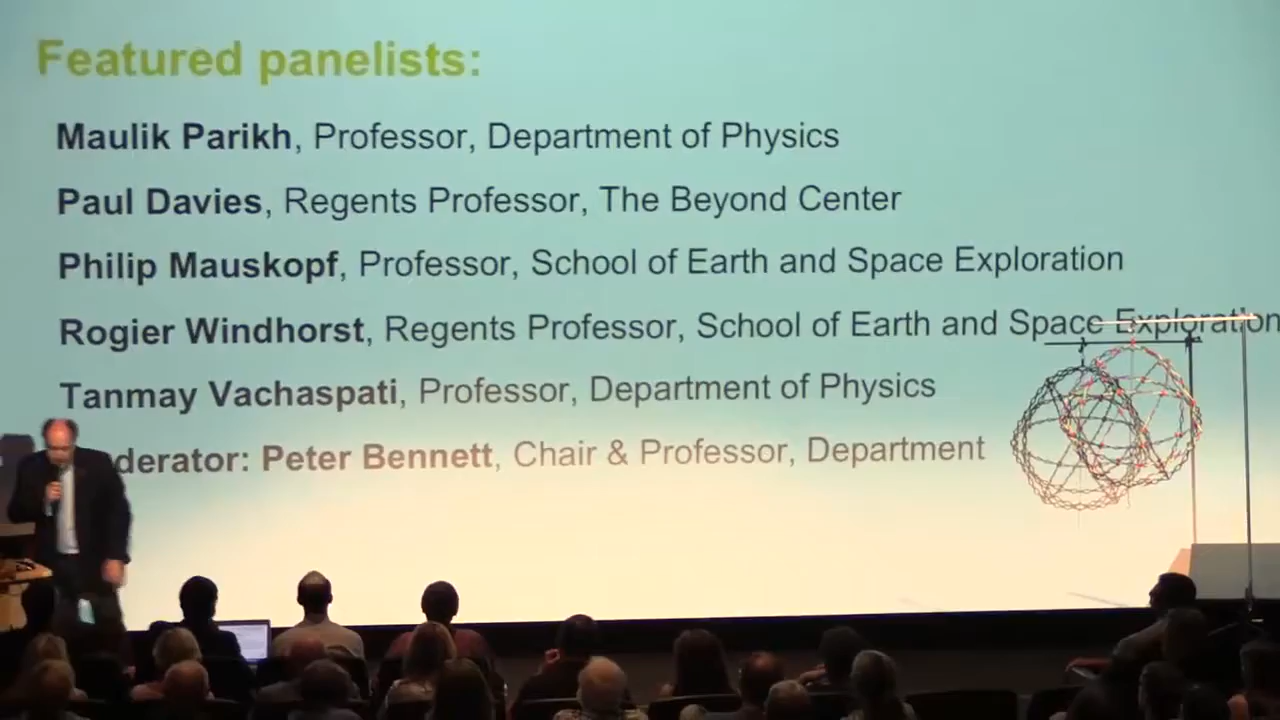 Featured panelists:
Maulik Parikh, Professor, Department of Physics
Paul Davies, Regents Professor, The Beyond Center
Philip Mauskopf, Professor, School of Earth and Space Exploration
Rogier Windhorst, Regents Professor, School of Earth and Space Exploration
Tanmay Vachaspati, Professor, Department of Physics
derator: Peter Bennett, Chair & Professor, Department